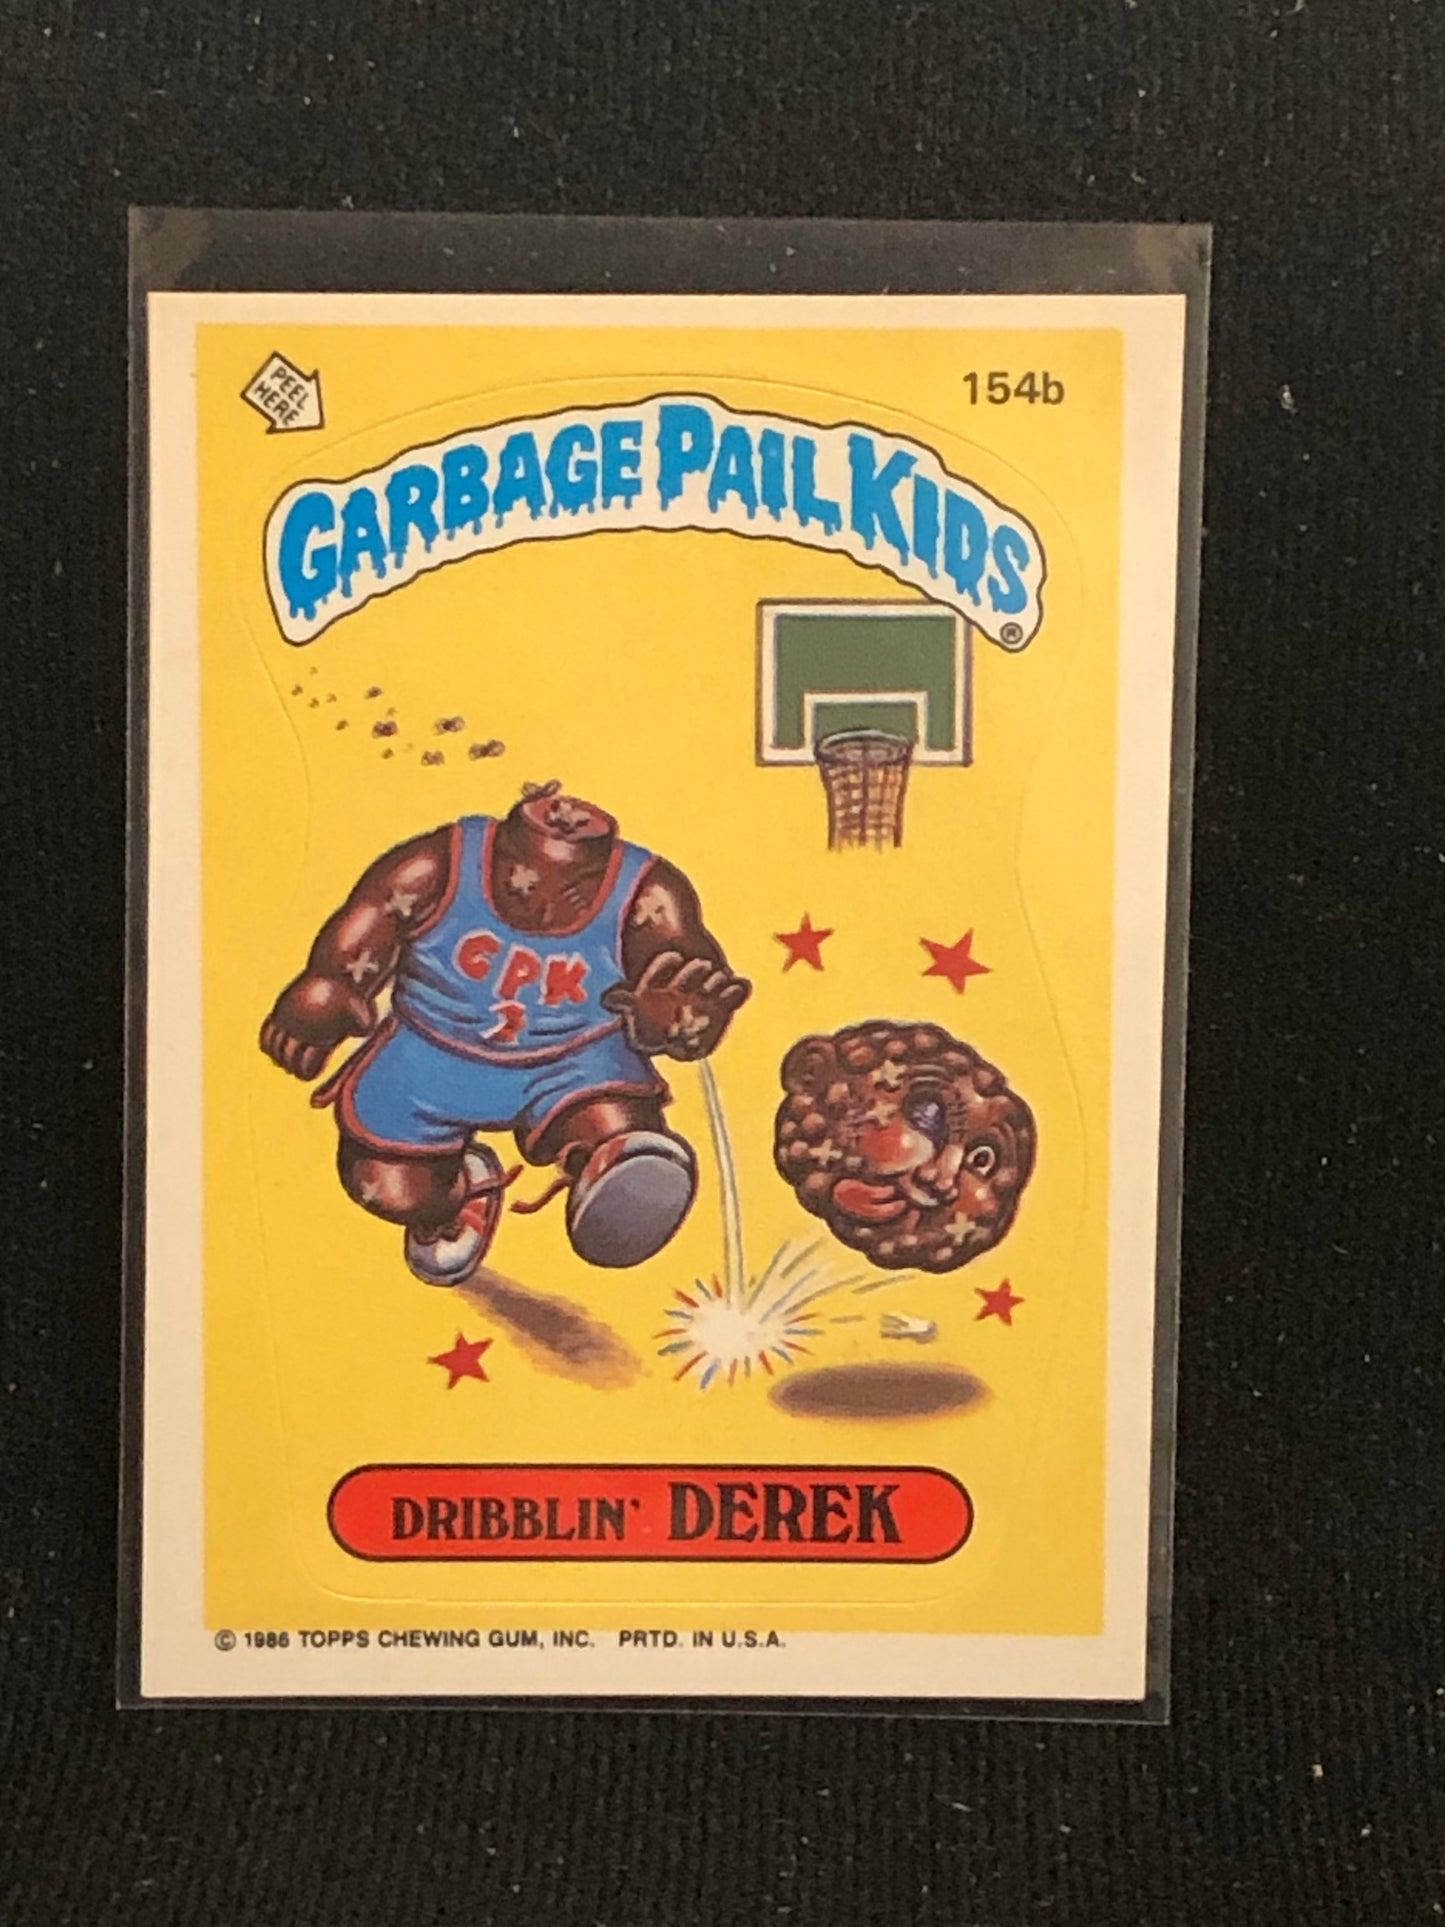 PEEL
HERE
154b
GARBAGE PAIL KIDS®
GPK
DRIBBLIN' DEREK
© 1986 TOPPS CHEWING GUM, INC. PRTD. IN U.S.A.